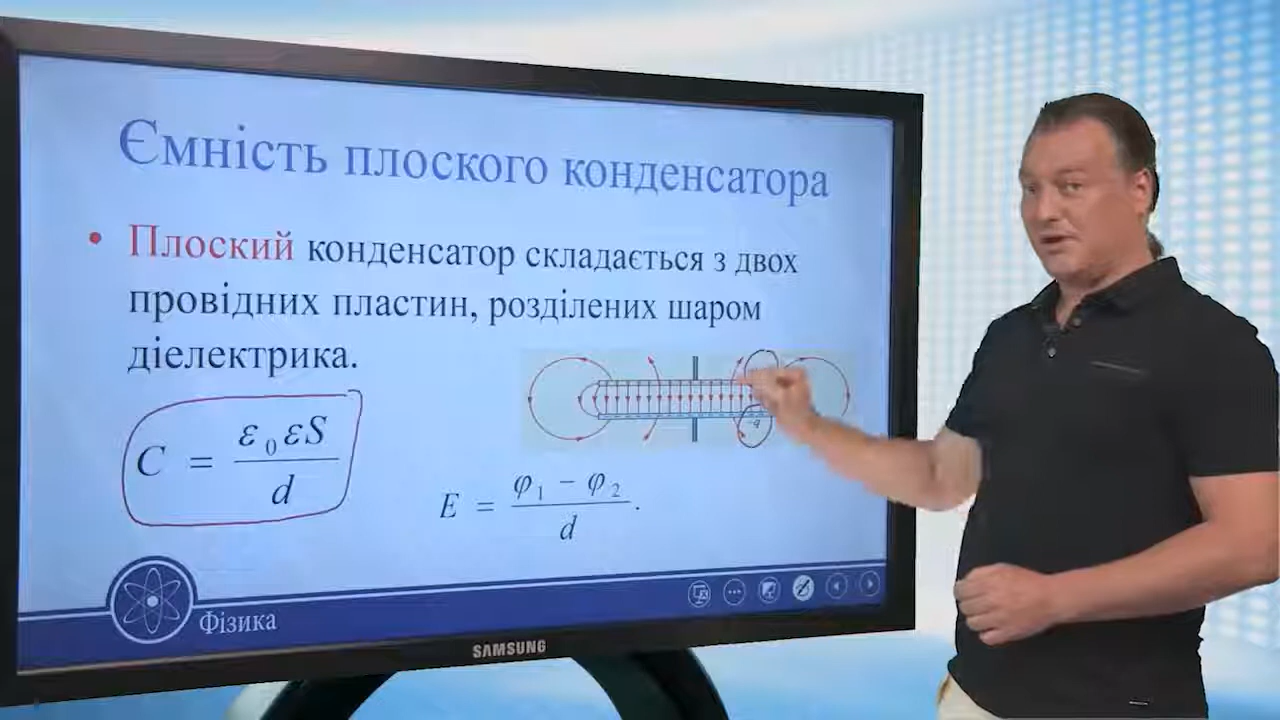 Ємність плоского конденсатора
• Плоский конденсатор складається з двох
провідних пластин, розділених шаром
діелектрика.
-q
C = ε₀εS / d
E = φ₁ − φ₂ / d.
Фізика
SAMSUNG